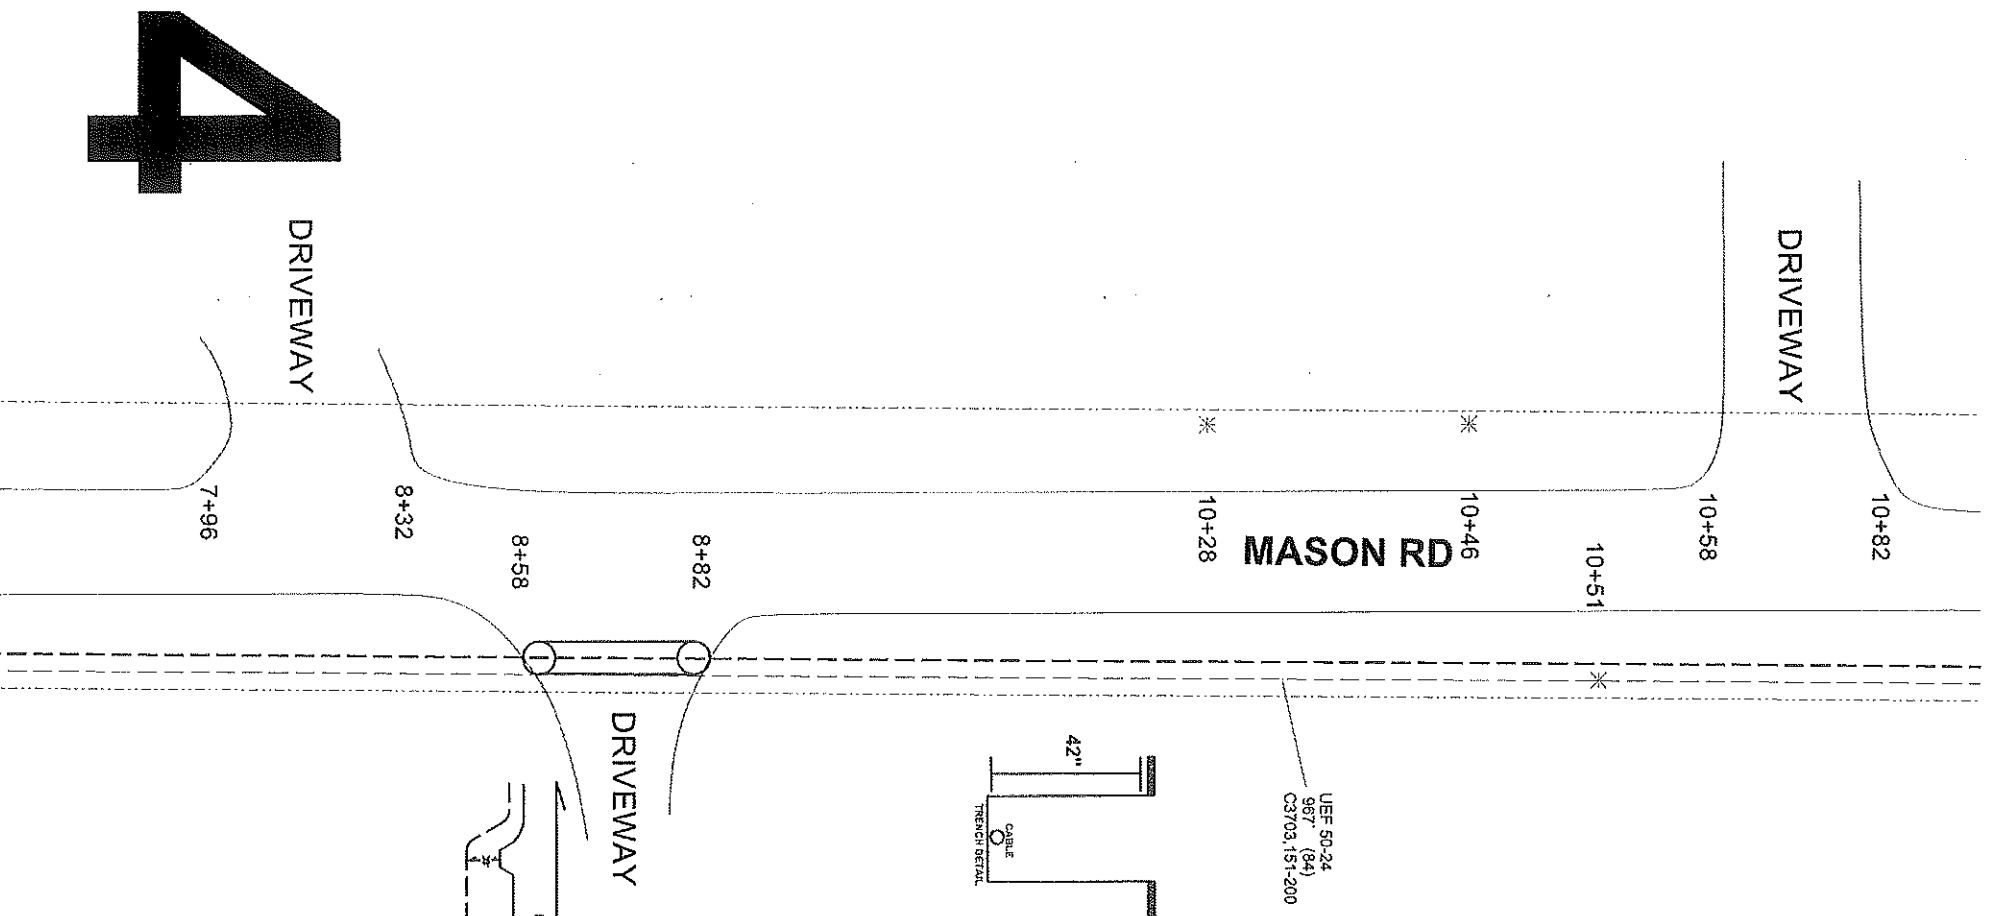 4
DRIVEWAY
DRIVEWAY
7+96
8+32
8+58
8+82
10+28
MASON RD
10+46
10+51
10+58
10+82
DRIVEWAY
42"
CABLE
TRENCH DETAIL
UEF 50-24
967' (84)
C3703,151-200